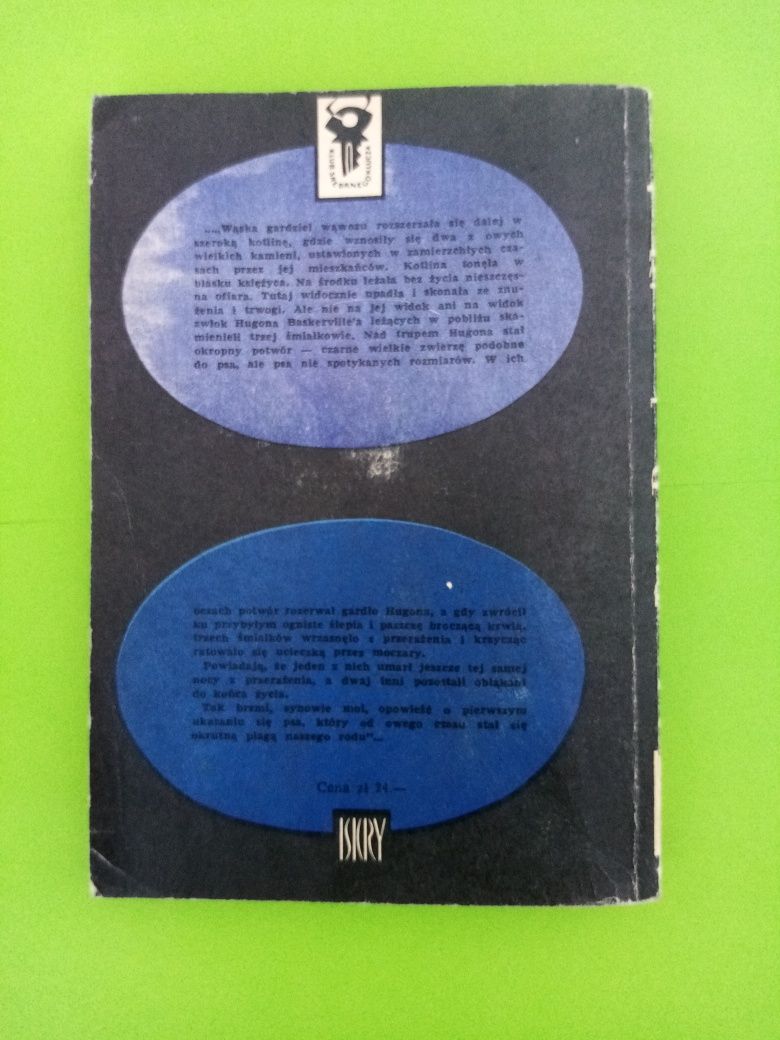 KLUB SREBRNEGO KLUCZA
...„Wąska gardziel wąwozu rozszerzała się dalej w
szeroką kotlinę, gdzie wznosiły się dwa z owych
wielkich kamieni, ustawionych w zamierzchłych cza-
sach przez jej mieszkańców. Kotlina tonęła w
blasku księżyca. Na środku leżała bez życia nieszczęs-
na ofiara. Tutaj widocznie upadła i skonała ze znu-
żenia i trwogi. Ale nie na jej widok ani na widok
zwłok Hugona Baskerville'a leżących w pobliżu ska-
mienieli trzej śmiałkowie. Nad trupem Hugona stał
okropny potwór — czarne wielkie zwierzę podobne
do psa, ale psa nie spotykanych rozmiarów. W ich
oczach potwór rozerwał gardło Hugona, a gdy zwrócił
ku przybyłym ogniste ślepia i paszczę broczącą krwią,
trzech śmiałków wrzasnęło z przerażenia i krzycząc
ratowało się ucieczką przez moczary.
Powiadają, że jeden z nich umarł jeszcze tej samej
nocy z przerażenia, a dwaj inni pozostali obłąkani
do końca życia.
Tak brzmi, synowie moi, opowieść o pierwszym
ukazaniu się psa, który od owego czasu stał się
okrutną plagą naszego rodu"...
Cena zł 24.—
ISKRY